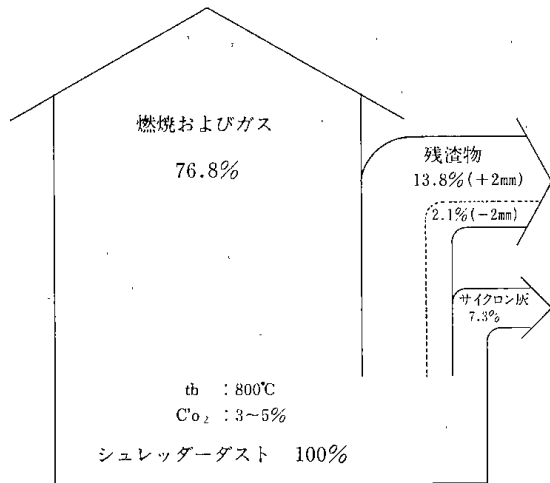 燃焼およびガス
76.8%
残渣物
13.8%(+2mm)
2.1%(−2mm)
サイクロン灰
7.3%
tb :800℃
C'o₂ :3~5%
シュレッダーダスト 100%